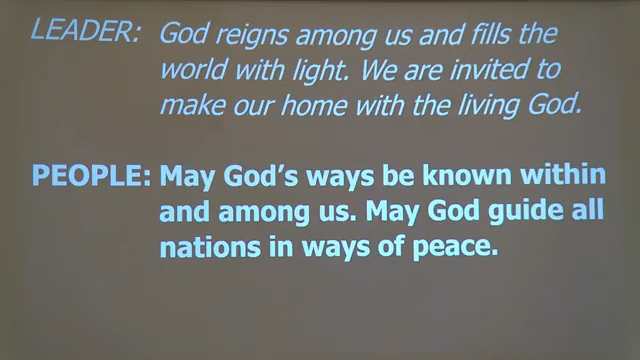 LEADER: God reigns among us and fills the
world with light. We are invited to
make our home with the living God.
PEOPLE: May God's ways be known within
and among us. May God guide all
nations in ways of peace.